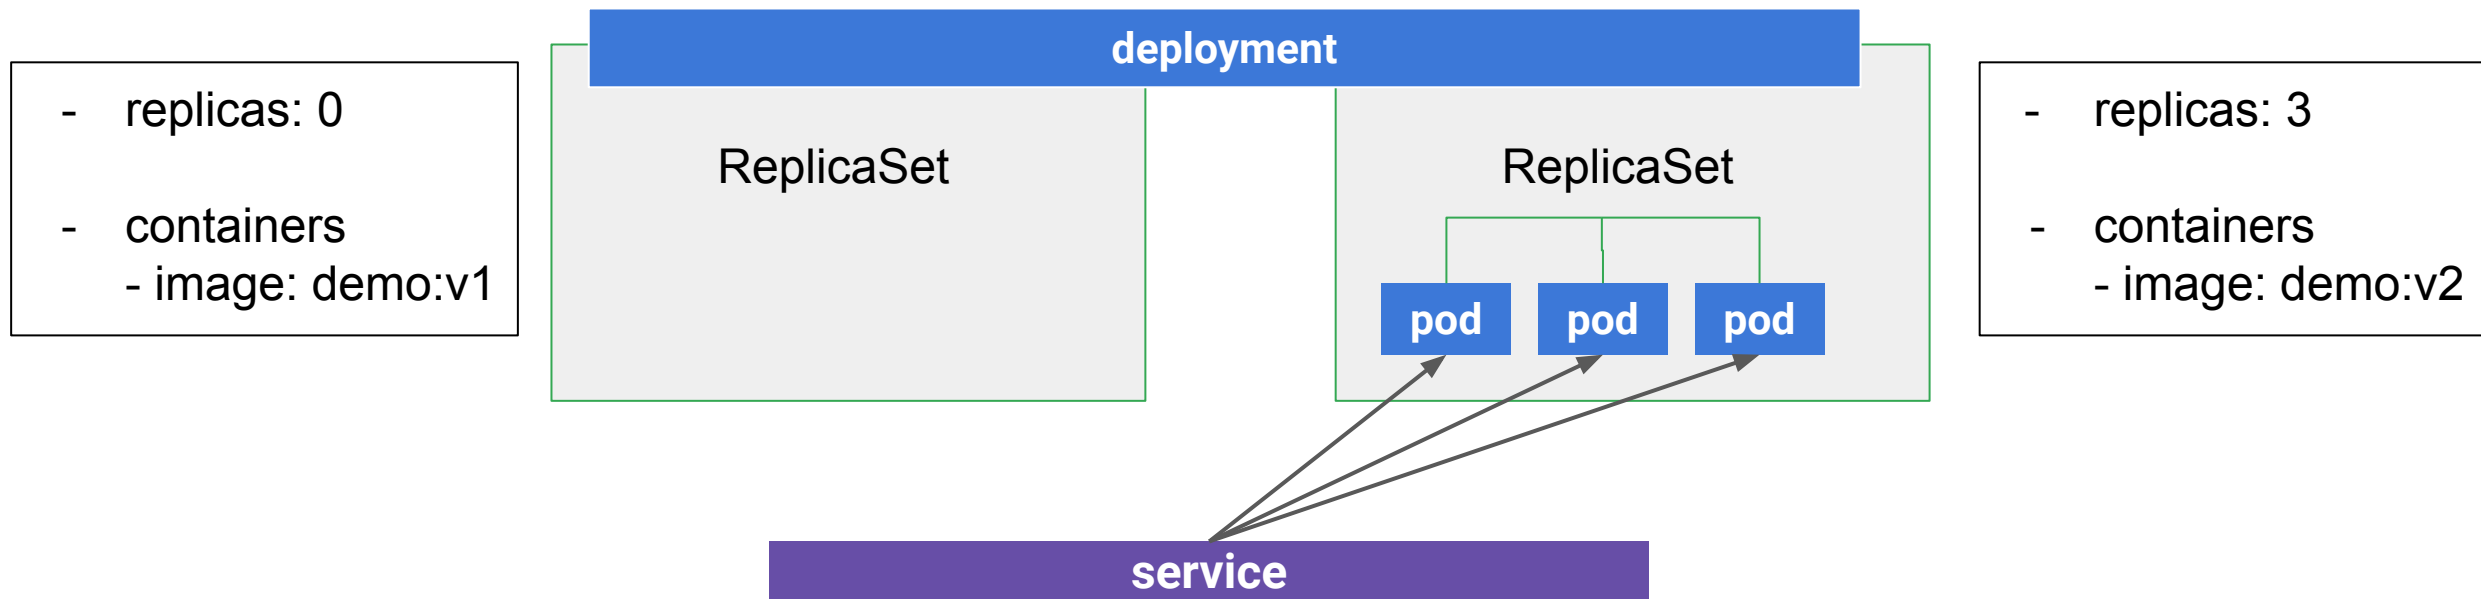 deployment
- replicas: 0
- containers
- image: demo:v1
ReplicaSet
ReplicaSet
pod pod pod
- replicas: 3
- containers
- image: demo:v2
service